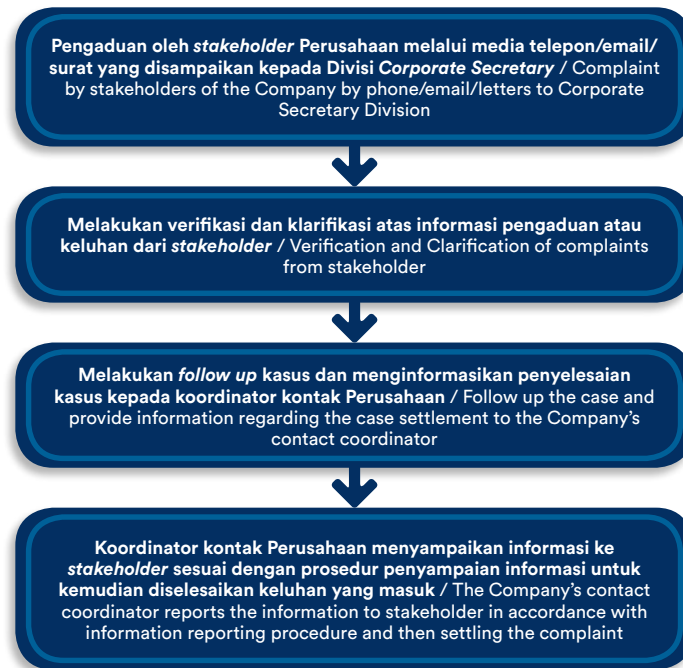 Pengaduan oleh stakeholder Perusahaan melalui media telepon/email/
surat yang disampaikan kepada Divisi Corporate Secretary / Complaint
by stakeholders of the Company by phone/email/letters to Corporate
Secretary Division
Melakukan verifikasi dan klarifikasi atas informasi pengaduan atau
keluhan dari stakeholder / Verification and Clarification of complaints
from stakeholder
Melakukan follow up kasus dan menginformasikan penyelesaian
kasus kepada koordinator kontak Perusahaan / Follow up the case and
provide information regarding the case settlement to the Company’s
contact coordinator
Koordinator kontak Perusahaan menyampaikan informasi ke
stakeholder sesuai dengan prosedur penyampaian informasi untuk
kemudian diselesaikan keluhan yang masuk / The Company’s contact
coordinator reports the information to stakeholder in accordance with
information reporting procedure and then settling the complaint